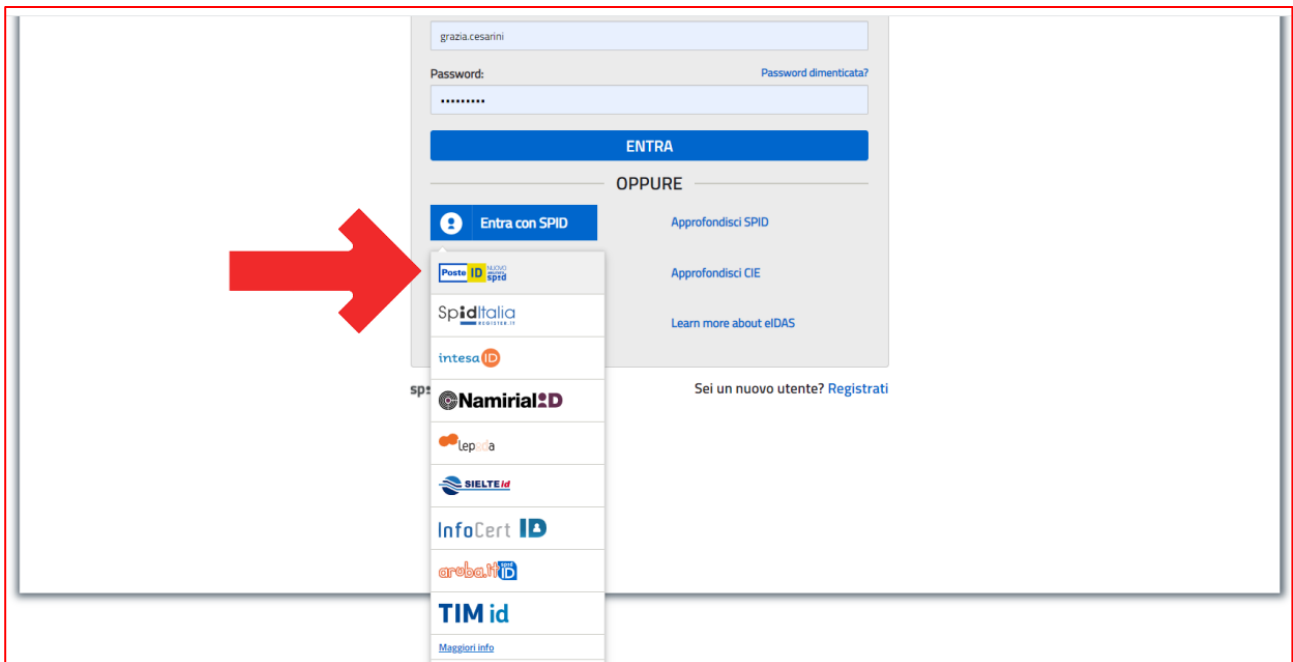 grazia.cesarini
Password:
Password dimenticata?
•••••••••
ENTRA
OPPURE
Entra con SPID
Approfondisci SPID
Poste ID NUOVO spid
Approfondisci CIE
SpidItalia
REGISTER.IT
Learn more about eIDAS
intesa ID
Sei un nuovo utente? Registrati
Namirial ID
lepida
SIELTE id
InfoCert ID
aruba.it ID
TIM id
Maggiori info